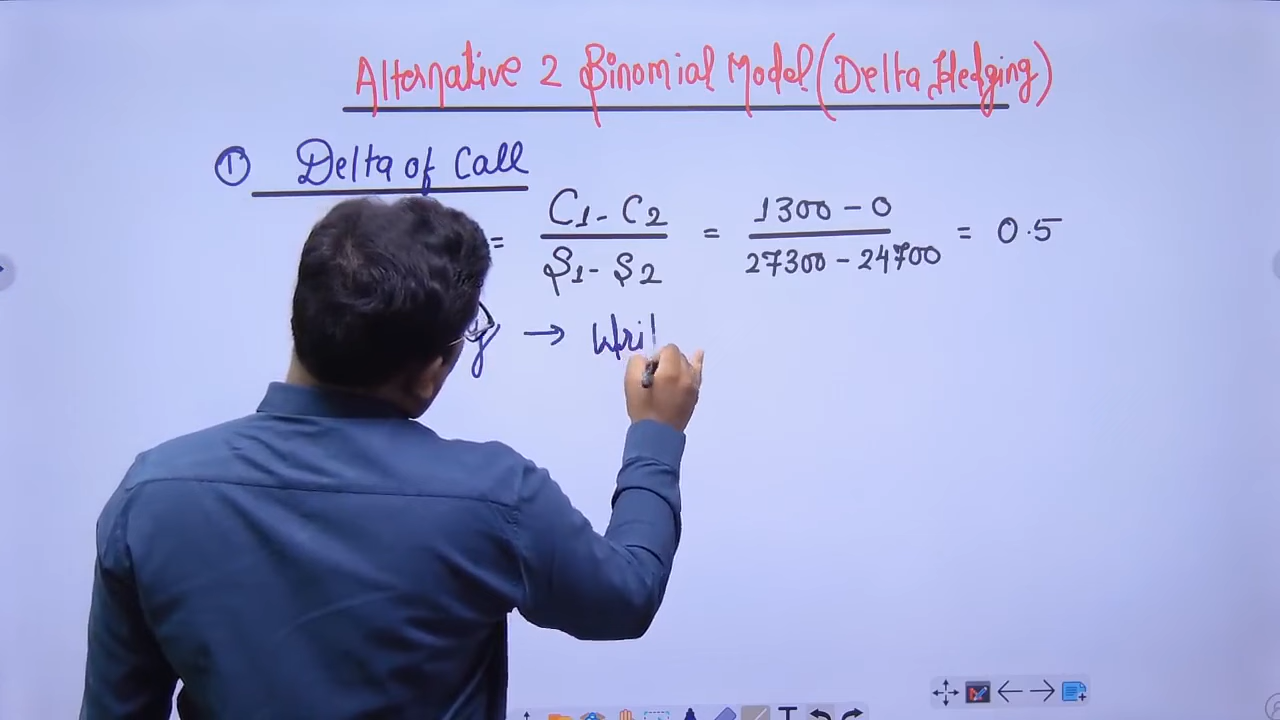 Alternative 2 Binomial Model (Delta Hedging)
① Delta of Call
= C1 - C2 / S1 - S2 = 1300 - 0 / 27300 - 24700 = 0.5
y → Wri